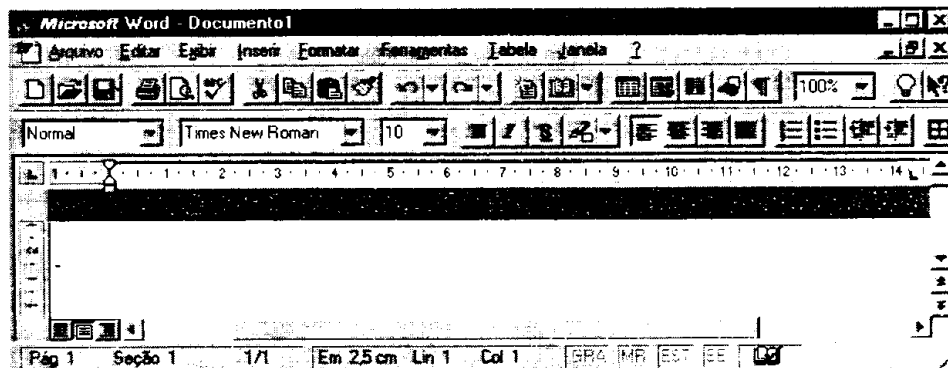 Microsoft Word - Documento1
Arquivo Editar Exibir Inserir Formatar Ferramentas Tabela Janela ?
100%
Normal Times New Roman 10
1 1 2 3 4 5 6 7 8 9 10 11 12 13 14
Pág 1 Seção 1 1/1 Em 2,5 cm Lin 1 Col 1 GRA MR EST SE